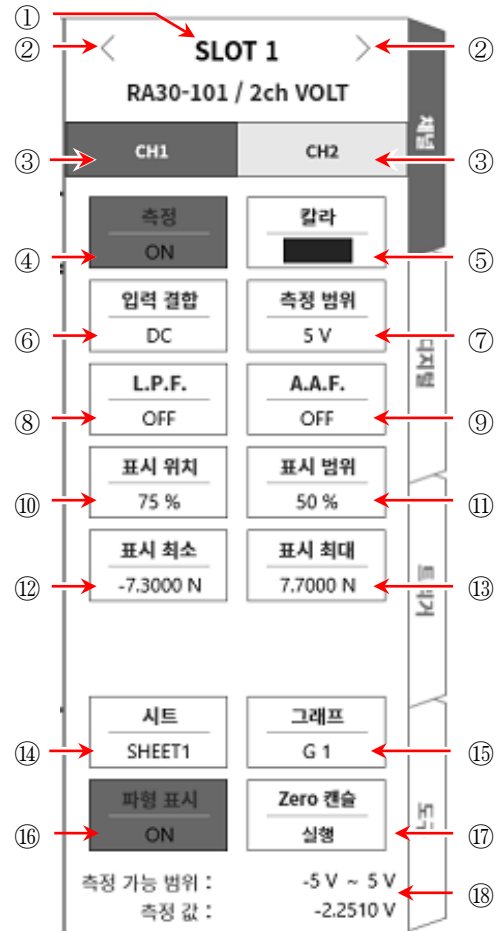 ①
② < SLOT 1 > ②
RA30-101 / 2ch VOLT
채널
③ CH1 CH2 ③
측정 칼라
④ ON ⑤
입력 결합 측정 범위
⑥ DC 5 V ⑦
디지털
L.P.F. A.A.F.
⑧ OFF OFF ⑨
표시 위치 표시 범위
⑩ 75 % 50 % ⑪
표시 최소 표시 최대
⑫ -7.3000 N 7.7000 N ⑬
시트 그래프
⑭ SHEET1 G 1 ⑮
파형 표시 Zero 캔슬
⑯ ON 실행 ⑰
측정 가능 범위 : -5 V ~ 5 V ⑱
측정 값 : -2.2510 V